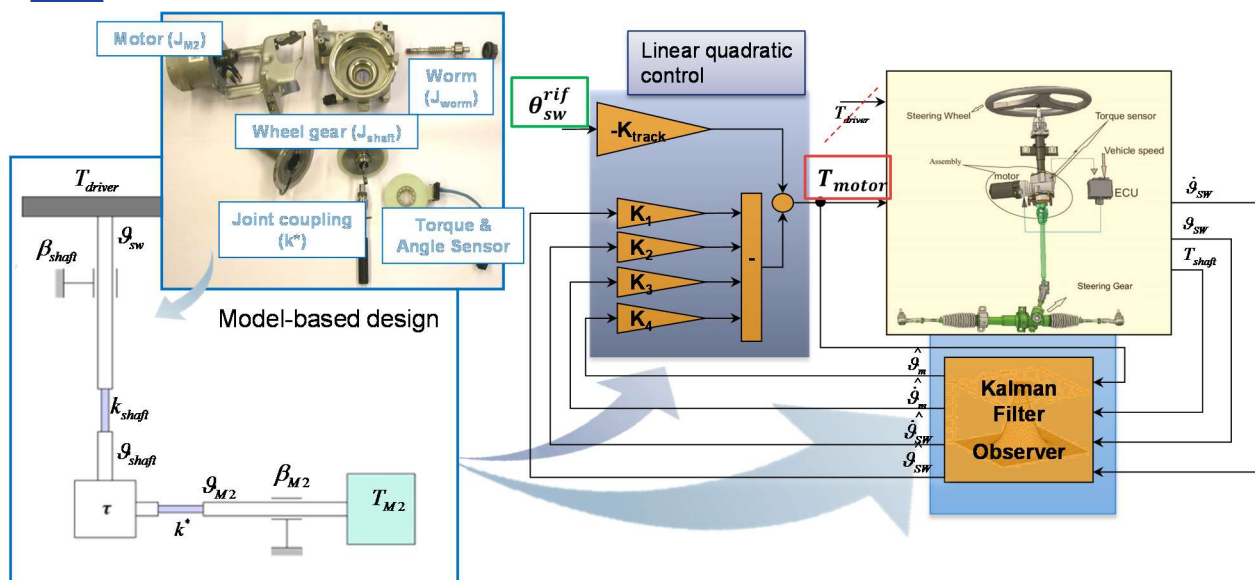 Motor (J_M2)
Worm
(J_worm)
Wheel gear (J_shaft)
Joint coupling
(k*)
Torque &
Angle Sensor
T_driver
ϑ_sw
β_shaft
k_shaft
ϑ_shaft
τ
k*
ϑ_M2
β_M2
T_M2
Model-based design
Linear quadratic
control
θ_sw^rif
-K_track
K_1
K_2
K_3
K_4
-
T_motor
T_driver
Steering Wheel
Torque sensor
Vehicle speed
Assembly
motor
ECU
Steering Gear
ϑ̇_SW
ϑ_SW
T_shaft
ϑ̂_m
ϑ̇̂_m
ϑ̇̂_SW
ϑ̂_SW
Kalman
Filter
Observer